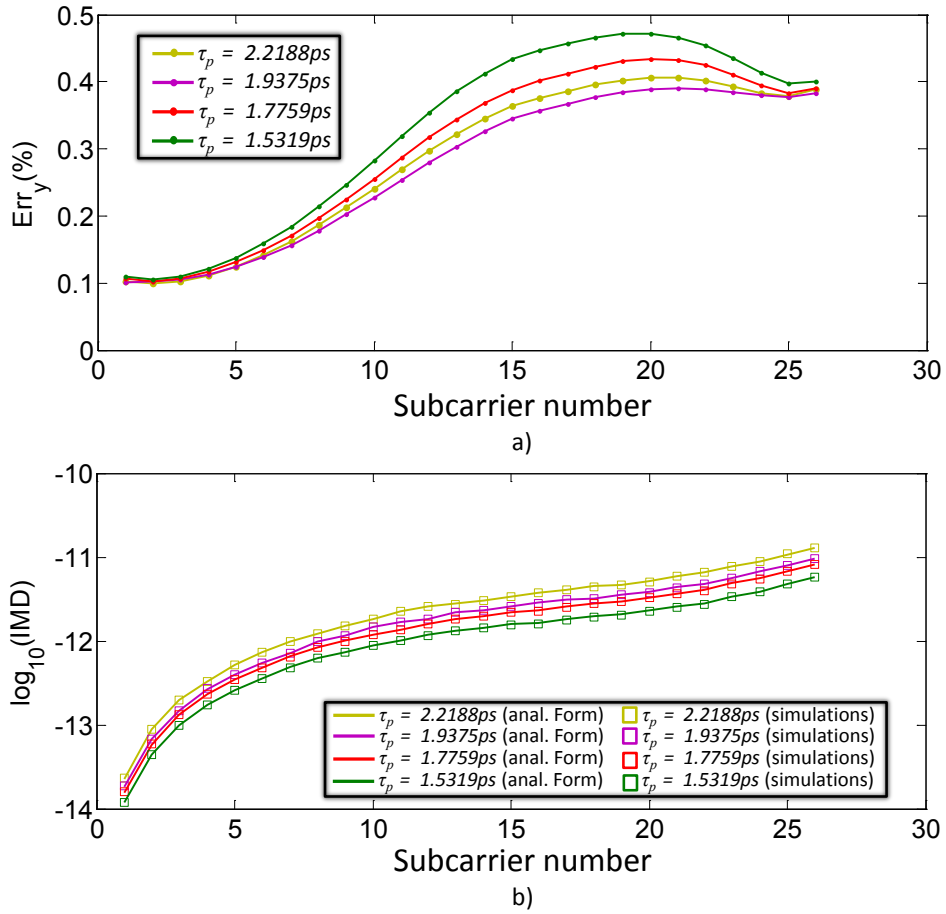 0.5
0.4
0.3
0.2
0.1
0
Err_y(%)
τ_p = 2.2188ps
τ_p = 1.9375ps
τ_p = 1.7759ps
τ_p = 1.5319ps
0 5 10 15 20 25 30
Subcarrier number
a)
-10
-11
-12
-13
-14
log_10(IMD)
τ_p = 2.2188ps (anal. Form) τ_p = 2.2188ps (simulations)
τ_p = 1.9375ps (anal. Form) τ_p = 1.9375ps (simulations)
τ_p = 1.7759ps (anal. Form) τ_p = 1.7759ps (simulations)
τ_p = 1.5319ps (anal. Form) τ_p = 1.5319ps (simulations)
0 5 10 15 20 25 30
Subcarrier number
b)